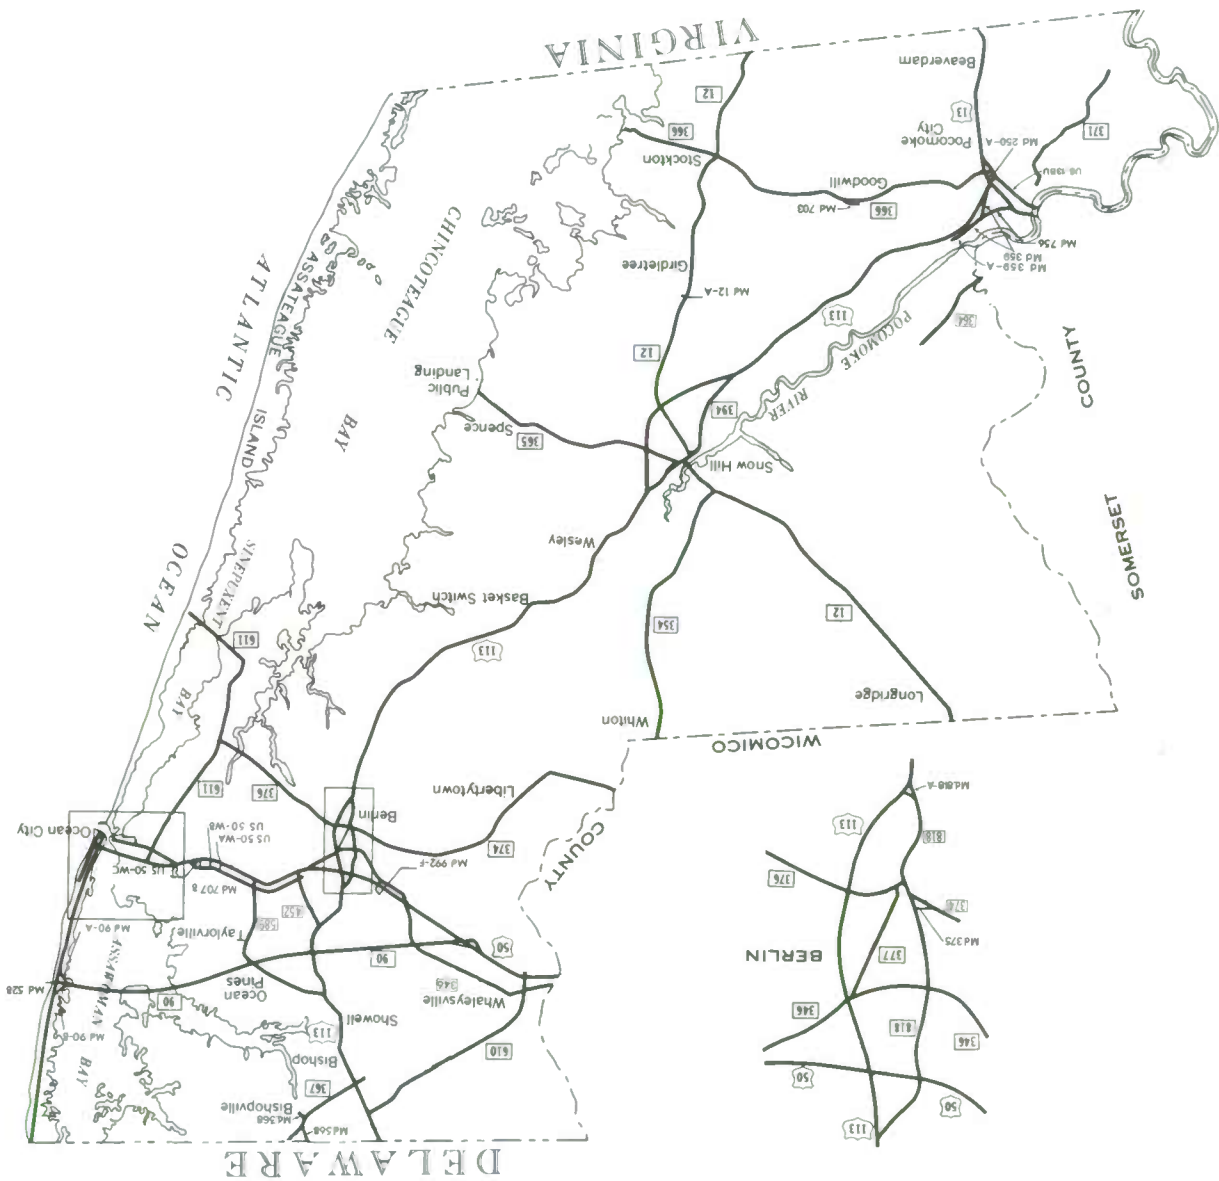 DELAWARE
Md 568
Md 368
Bishopville
367
Bishop
113
BAY
Md 90-B
610
Showell
Md 528
90
Ocean
Pines
Whaleysville
346
90
50
ASSAWOMAN
Md 90-A
Taylorville
589
452
Md 707 B
US 50-WC
US 50-WB
US 50-WA
Ocean City
Md 992-F
374
COUNTY
Berlin
Libertytown
376
611
WICOMICO
Whiton
Longridge
BAY
611
SINEPUXENT
113
354
12
Basket Switch
Wesley
OCEAN
SOMERSET
Snow Hill
Spence
365
Public
Landing
394
RIVER
ISLAND
BAY
COUNTY
12
POCOMOKE
113
364
ATLANTIC
ASSATEAGUE
CHINCOTEAGUE
Md 12-A
Girdletree
Md 359-A
Md 359
Md 756
366
Md 703
Goodwill
Stockton
366
US 13BU
Md 250-A
Pocomoke
City
371
13
12
Beaverdam
VIRGINIA
BERLIN
113
50
50
818
346
346
377
Md 375
374
376
818
113
Md 818-A